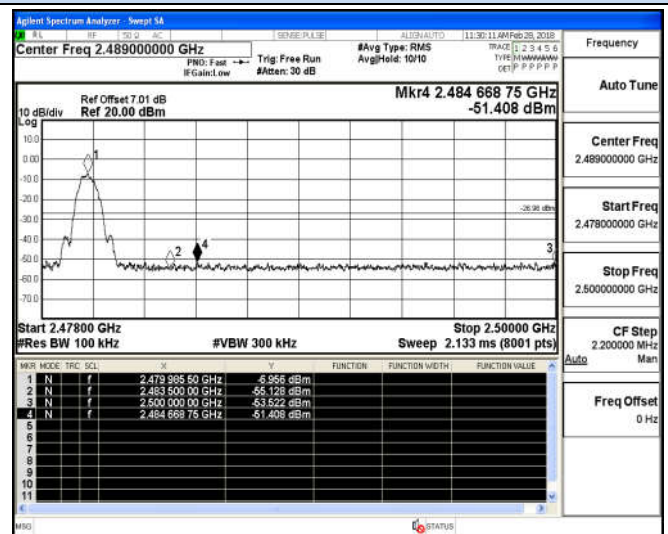 Agilent Spectrum Analyzer - Swept SA
RL RF 50 Ω AC SENSE:PULSE ALIGNAUTO 11:30:11 AM Feb 28, 2018
Center Freq 2.489000000 GHz
PNO: Fast
IFGain:Low
Trig: Free Run
#Atten: 30 dB
#Avg Type: RMS
Avg|Hold: 10/10
TRACE 1 2 3 4 5 6
TYPE
DET P P P P P P
Frequency
Auto Tune
Center Freq
2.489000000 GHz
Start Freq
2.478000000 GHz
Stop Freq
2.500000000 GHz
CF Step
2.200000 MHz
Auto Man
Freq Offset
0 Hz
Ref Offset 7.01 dB
10 dB/div Ref 20.00 dBm
Log
Mkr4 2.484 668 75 GHz
-51.408 dBm
10.0
0.00
-10.0
-20.0
-30.0
-40.0
-50.0
-60.0
-70.0
1
2
4
3
-26.96 dBm
Start 2.47800 GHz Stop 2.50000 GHz
#Res BW 100 kHz #VBW 300 kHz Sweep 2.133 ms (8001 pts)
MKR MODE TRC SCL X Y FUNCTION FUNCTION WIDTH FUNCTION VALUE
1 N f 2.479 985 50 GHz -6.956 dBm
2 N f 2.483 500 00 GHz -55.128 dBm
3 N f 2.500 000 00 GHz -53.522 dBm
4 N f 2.484 668 75 GHz -51.408 dBm
5
6
7
8
9
10
11
MSG STATUS